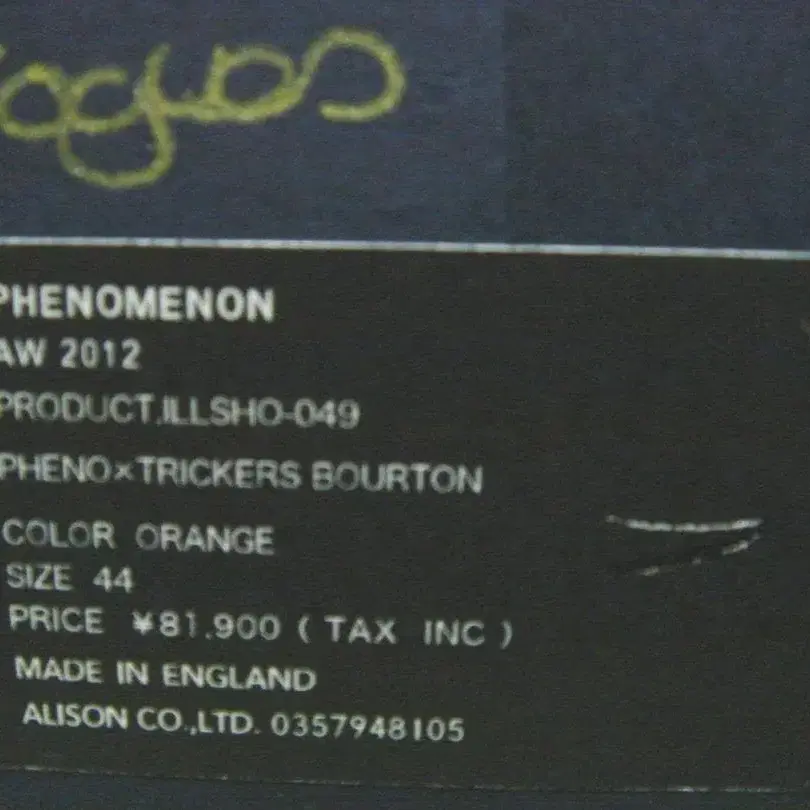 PHENOMENON
AW 2012
PRODUCT.ILLSHO-049
PHENO×TRICKERS BOURTON
COLOR ORANGE
SIZE 44
PRICE ¥81.900 ( TAX INC )
MADE IN ENGLAND
ALISON CO.,LTD. 0357948105